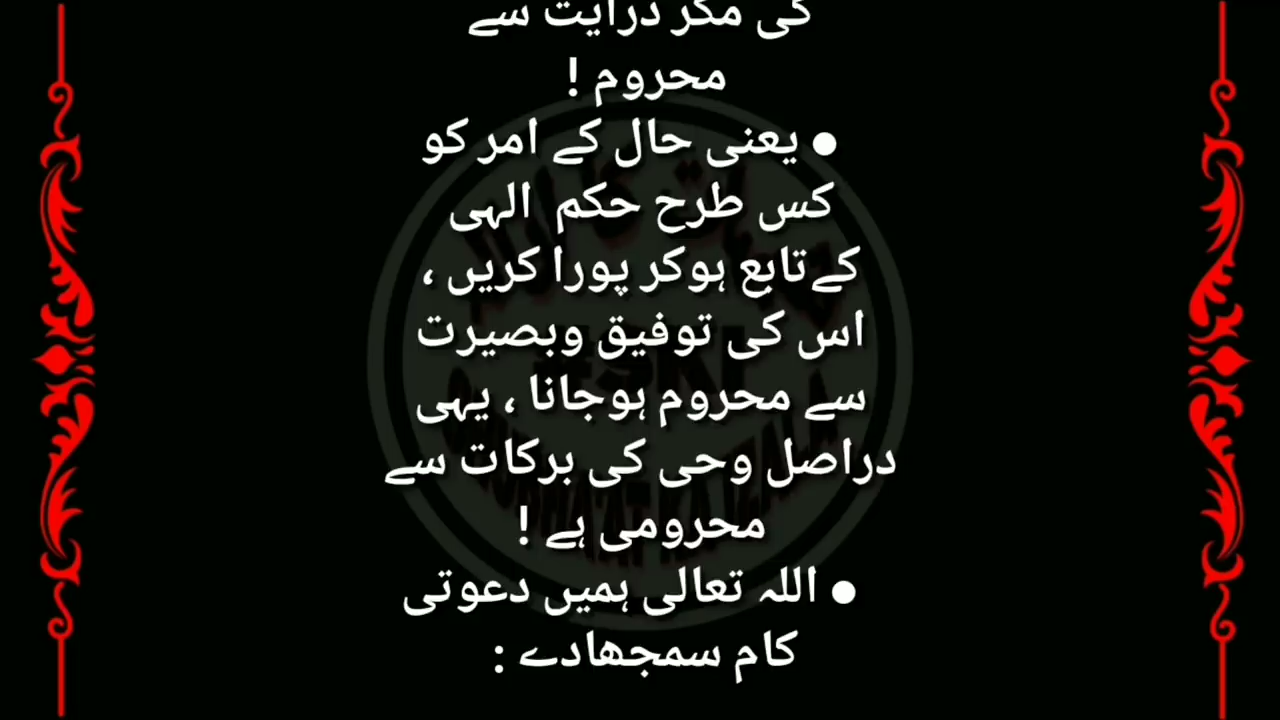 کی مگر درایت سے
محروم !
● یعنی حال کے امر کو
کس طرح حکم الہی
کےتابع ہوکر پورا کریں ،
اس کی توفیق وبصیرت
سے محروم ہوجانا ، یہی
دراصل وحی کی برکات سے
محرومی ہے !
● اللہ تعالی ہمیں دعوتی
کام سمجھادے :